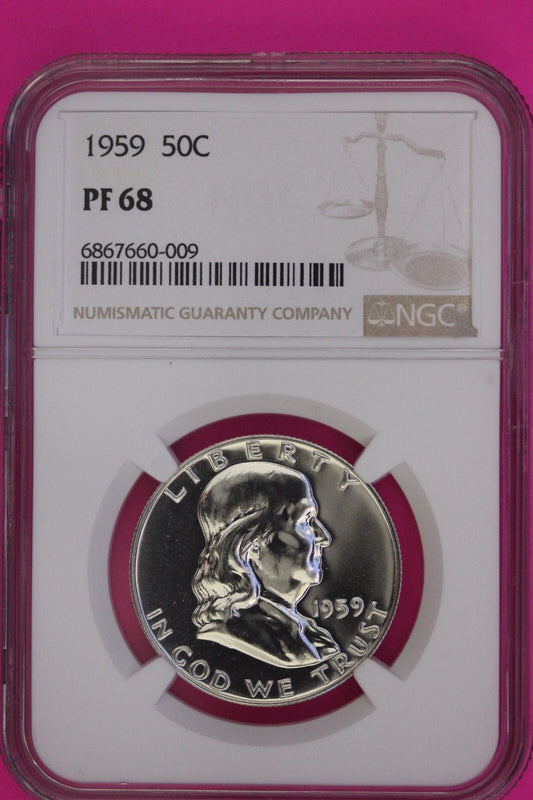 1959 50C
PF 68
6867660-009
NUMISMATIC GUARANTY COMPANY
NGC®
LIBERTY
1959
IN GOD WE TRUST